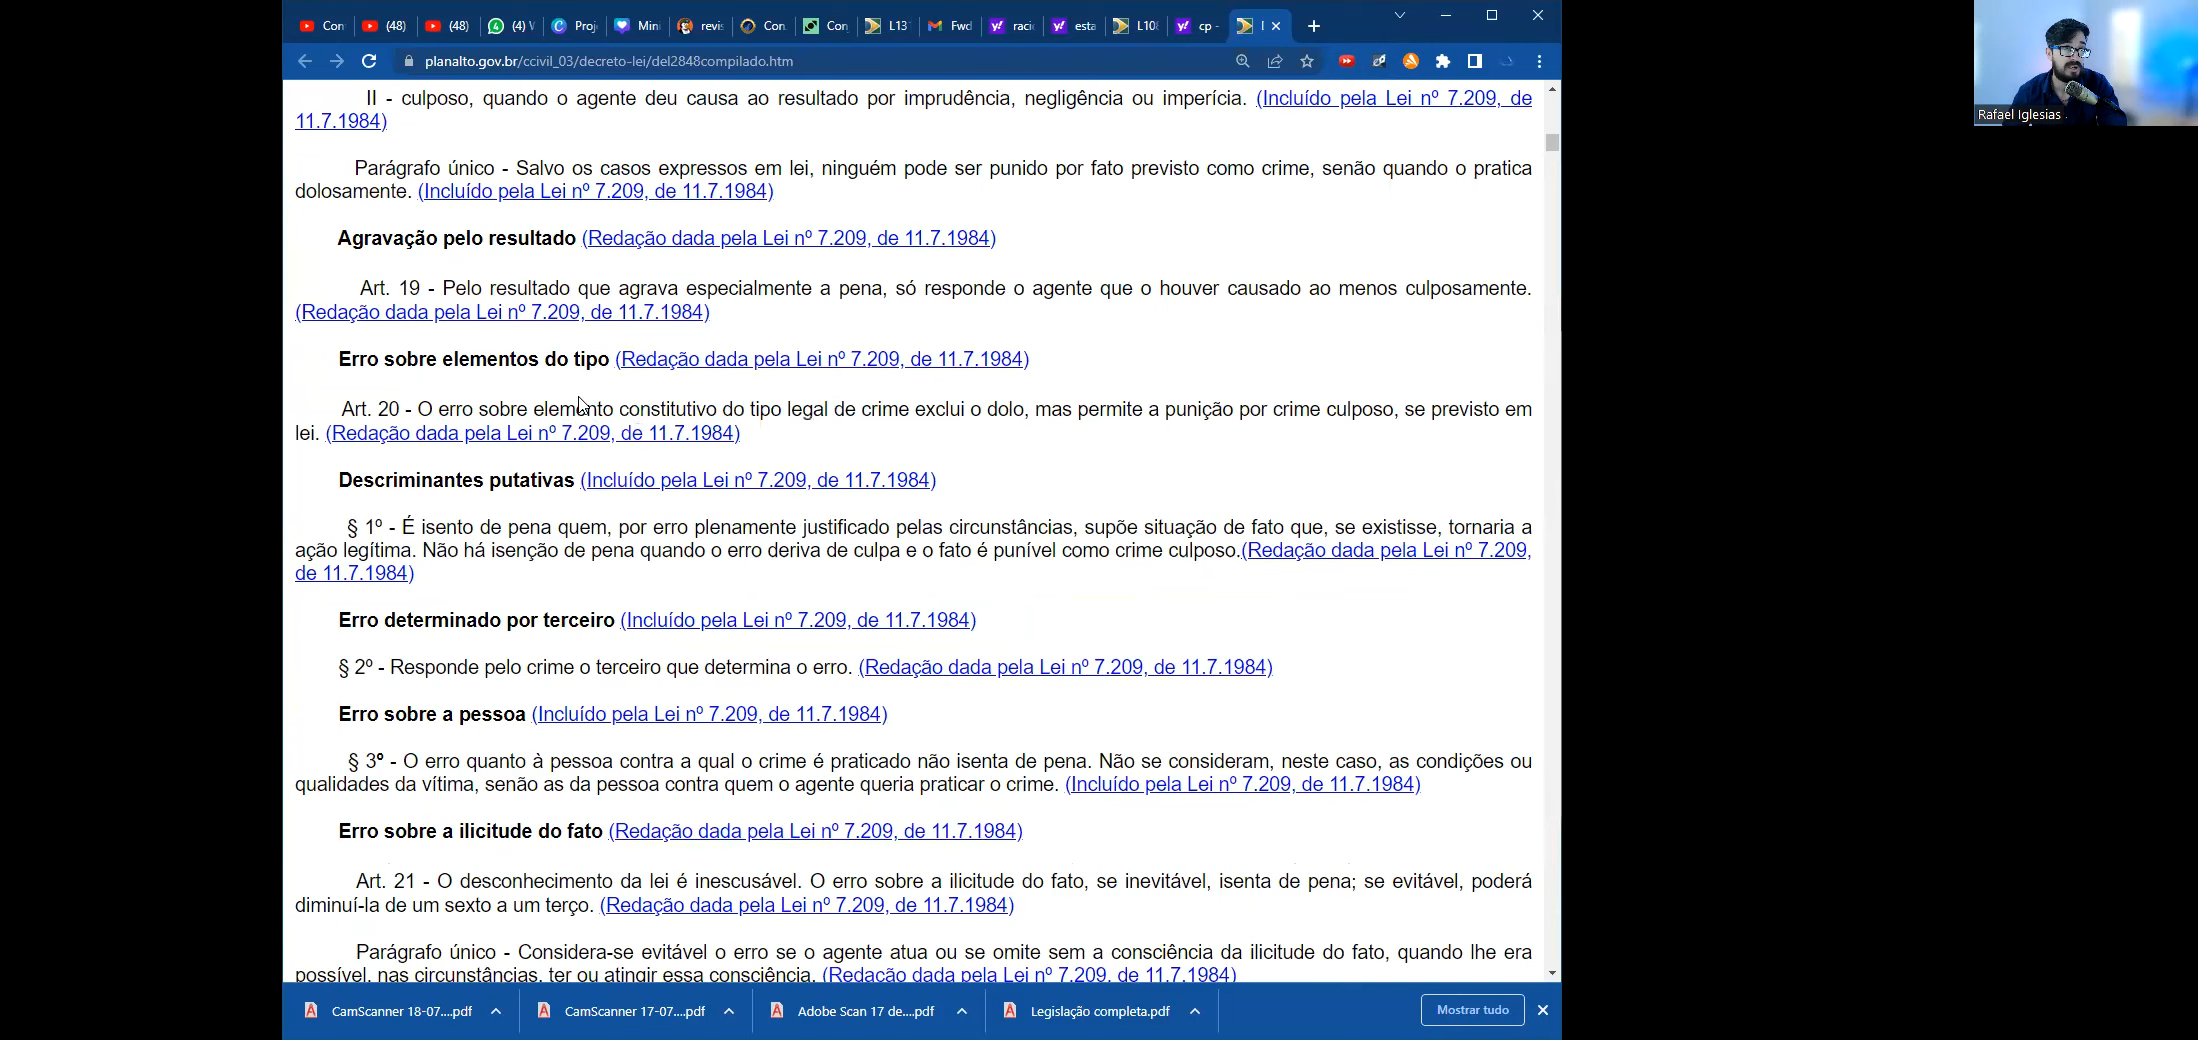 Con
(48)
(48)
(4) V
Proj
Mini
revis
Con.
Con
L13
Fwd
raci
esta
L10
cp -
planalto.gov.br/ccivil_03/decreto-lei/del2848compilado.htm
Rafael Iglesias
II - culposo, quando o agente deu causa ao resultado por imprudência, negligência ou imperícia. (Incluído pela Lei nº 7.209, de
11.7.1984)
Parágrafo único - Salvo os casos expressos em lei, ninguém pode ser punido por fato previsto como crime, senão quando o pratica
dolosamente. (Incluído pela Lei nº 7.209, de 11.7.1984)
Agravação pelo resultado (Redação dada pela Lei nº 7.209, de 11.7.1984)
Art. 19 - Pelo resultado que agrava especialmente a pena, só responde o agente que o houver causado ao menos culposamente.
(Redação dada pela Lei nº 7.209, de 11.7.1984)
Erro sobre elementos do tipo (Redação dada pela Lei nº 7.209, de 11.7.1984)
Art. 20 - O erro sobre elemento constitutivo do tipo legal de crime exclui o dolo, mas permite a punição por crime culposo, se previsto em
lei. (Redação dada pela Lei nº 7.209, de 11.7.1984)
Descriminantes putativas (Incluído pela Lei nº 7.209, de 11.7.1984)
§ 1º - É isento de pena quem, por erro plenamente justificado pelas circunstâncias, supõe situação de fato que, se existisse, tornaria a
ação legítima. Não há isenção de pena quando o erro deriva de culpa e o fato é punível como crime culposo.(Redação dada pela Lei nº 7.209,
de 11.7.1984)
Erro determinado por terceiro (Incluído pela Lei nº 7.209, de 11.7.1984)
§ 2º - Responde pelo crime o terceiro que determina o erro. (Redação dada pela Lei nº 7.209, de 11.7.1984)
Erro sobre a pessoa (Incluído pela Lei nº 7.209, de 11.7.1984)
§ 3º - O erro quanto à pessoa contra a qual o crime é praticado não isenta de pena. Não se consideram, neste caso, as condições ou
qualidades da vítima, senão as da pessoa contra quem o agente queria praticar o crime. (Incluído pela Lei nº 7.209, de 11.7.1984)
Erro sobre a ilicitude do fato (Redação dada pela Lei nº 7.209, de 11.7.1984)
Art. 21 - O desconhecimento da lei é inescusável. O erro sobre a ilicitude do fato, se inevitável, isenta de pena; se evitável, poderá
diminuí-la de um sexto a um terço. (Redação dada pela Lei nº 7.209, de 11.7.1984)
Parágrafo único - Considera-se evitável o erro se o agente atua ou se omite sem a consciência da ilicitude do fato, quando lhe era
possível, nas circunstâncias, ter ou atingir essa consciência. (Redação dada pela Lei nº 7.209, de 11.7.1984)
CamScanner 18-07....pdf
CamScanner 17-07....pdf
Adobe Scan 17 de....pdf
Legislação completa.pdf
Mostrar tudo